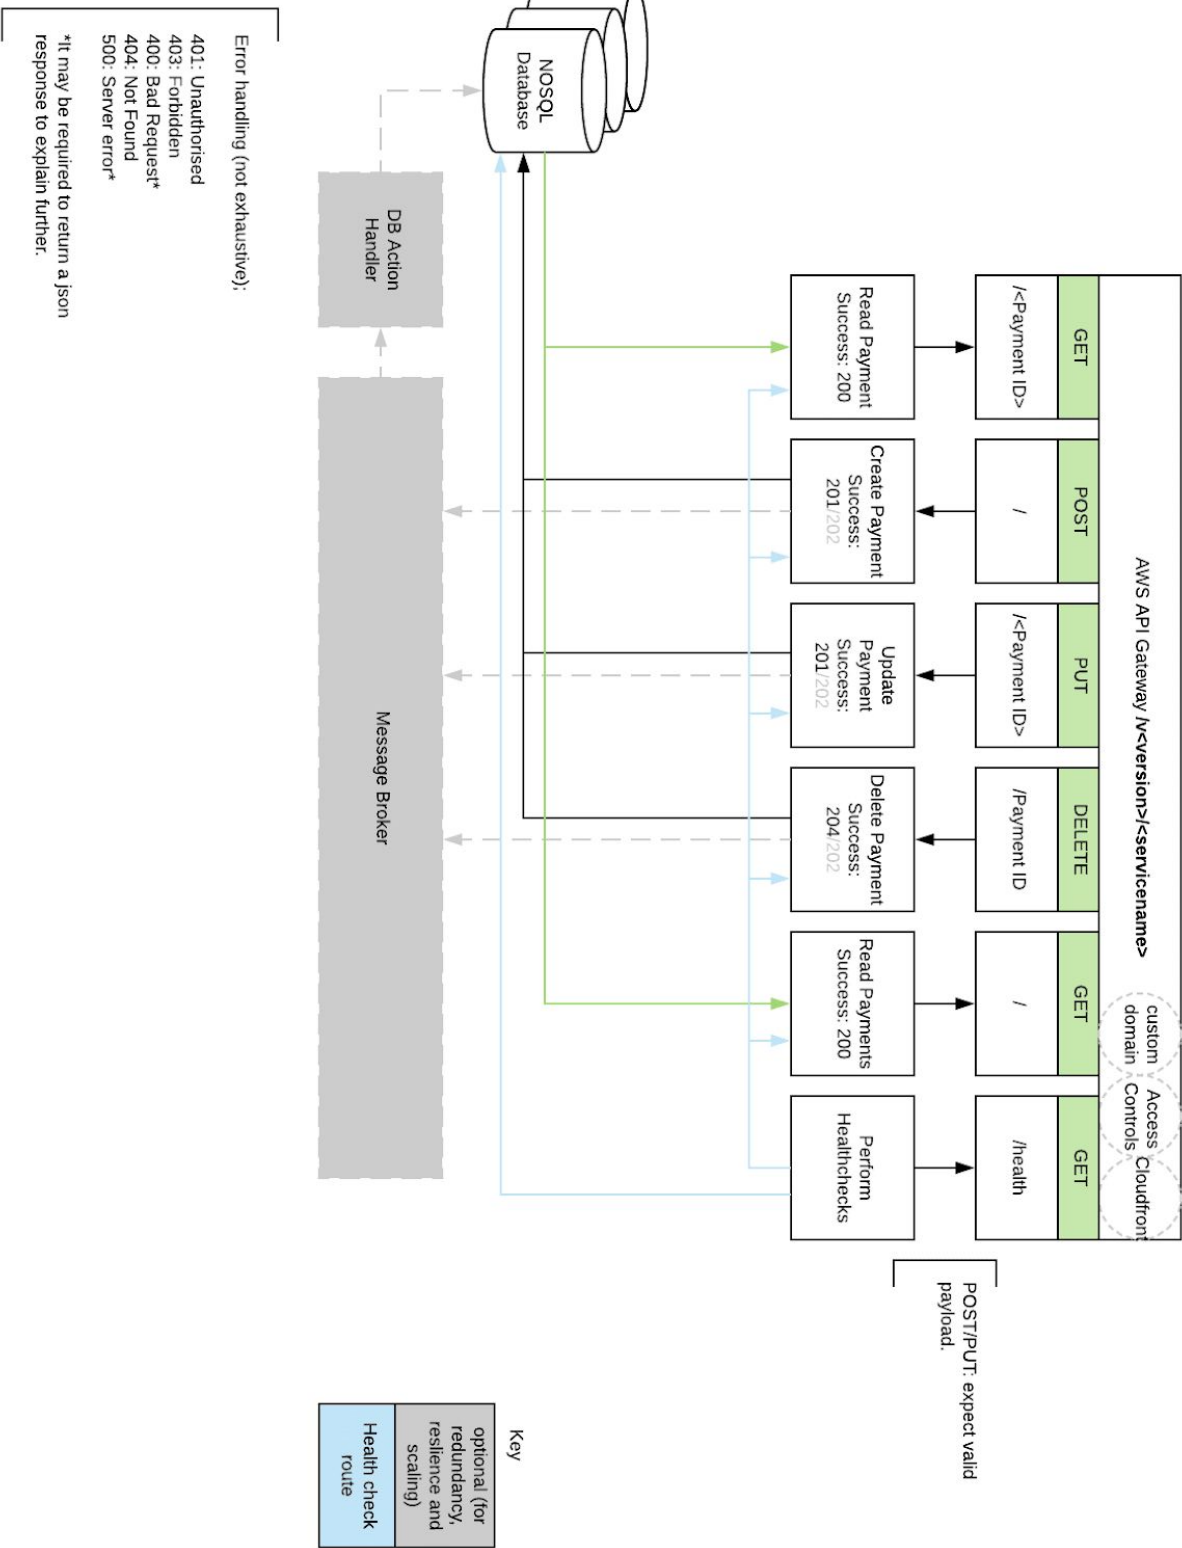 AWS API Gateway /v<version>/<servicename>
custom
domain
Access
Controls
Cloudfront
GET
POST
PUT
DELETE
GET
GET
/<Payment ID>
/
/<Payment ID>
/Payment ID
/
/health
POST/PUT: expect valid
payload.
Read Payment
Success: 200
Create Payment
Success:
201/202
Update
Payment
Success:
201/202
Delete Payment
Success:
204/202
Read Payments
Success: 200
Perform
Healthchecks
NOSQL
Database
DB Action
Handler
Message Broker
Key
optional (for
redundancy,
reslience and
scaling)
Health check
route
Error handling (not exhaustive);
401: Unauthorised
403: Forbidden
400: Bad Request*
404: Not Found
500: Server error*
*It may be required to return a json
response to explain further.